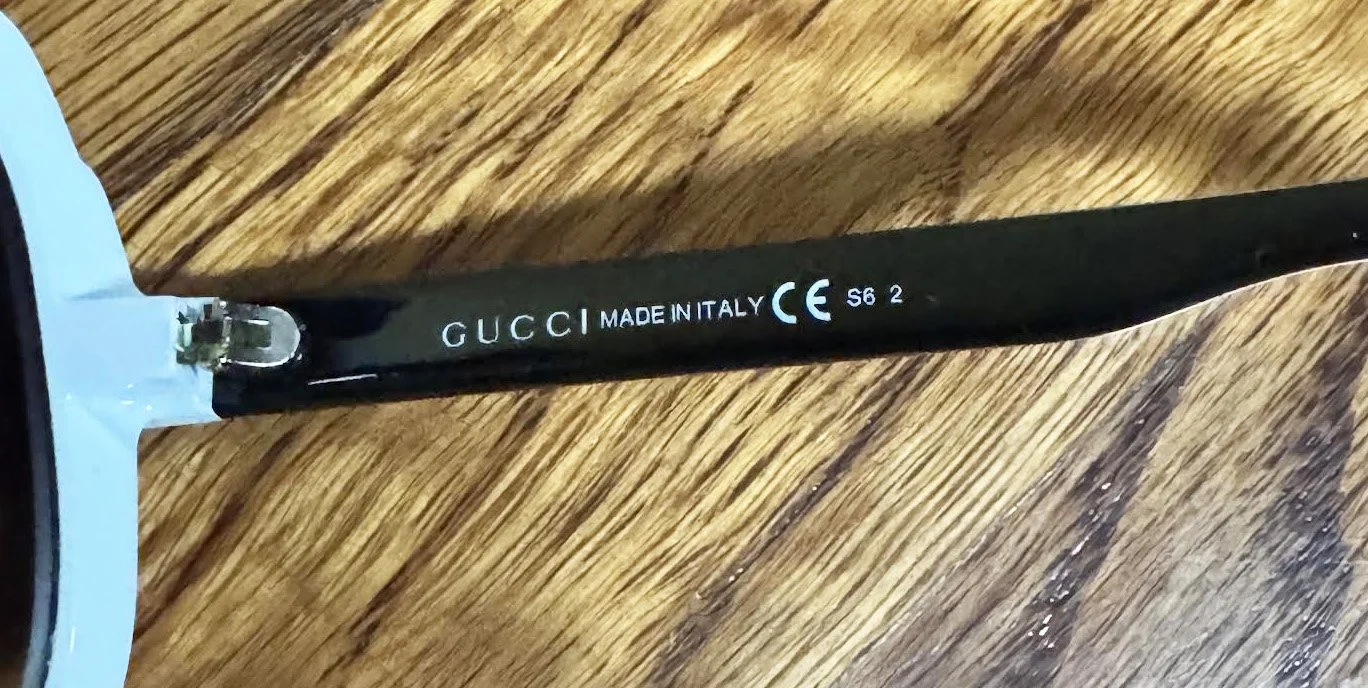 GUCCI MADE IN ITALY CE S6 2